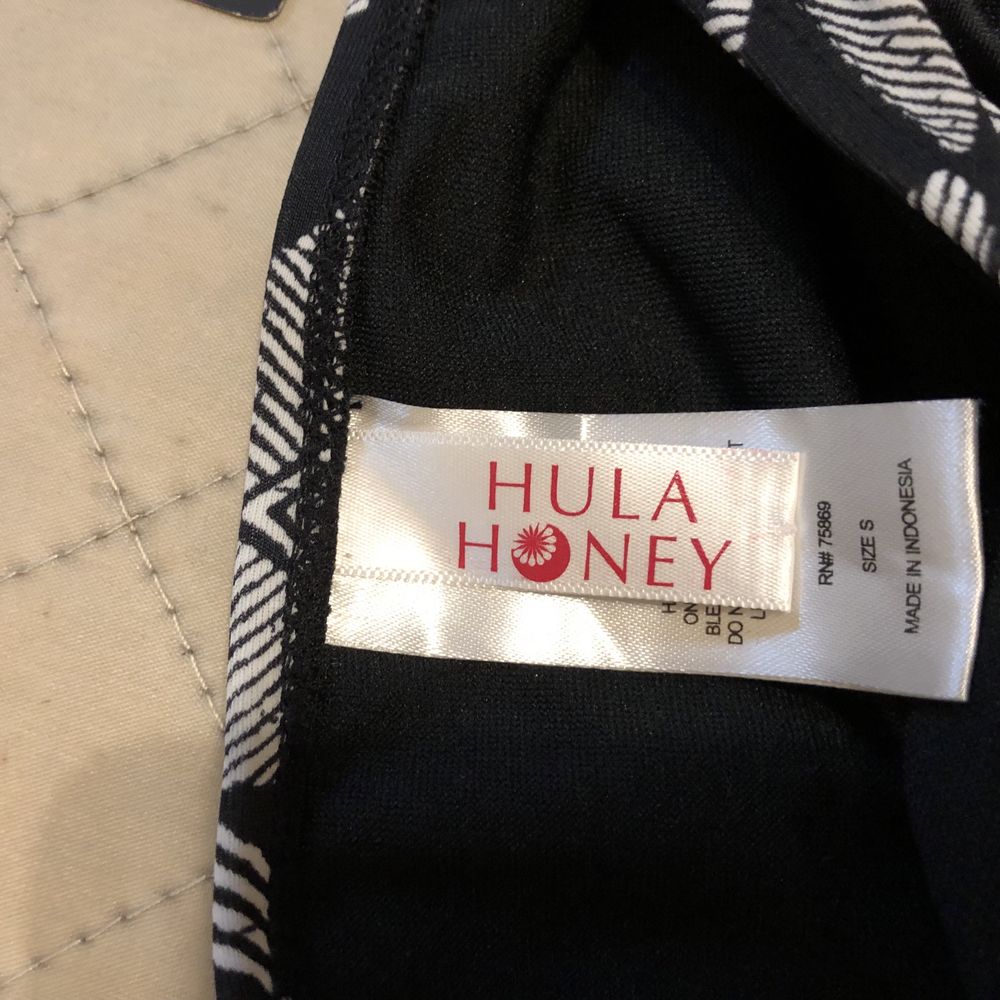 HULA
HONEY
RN# 75869
SIZE S
MADE IN INDONESIA